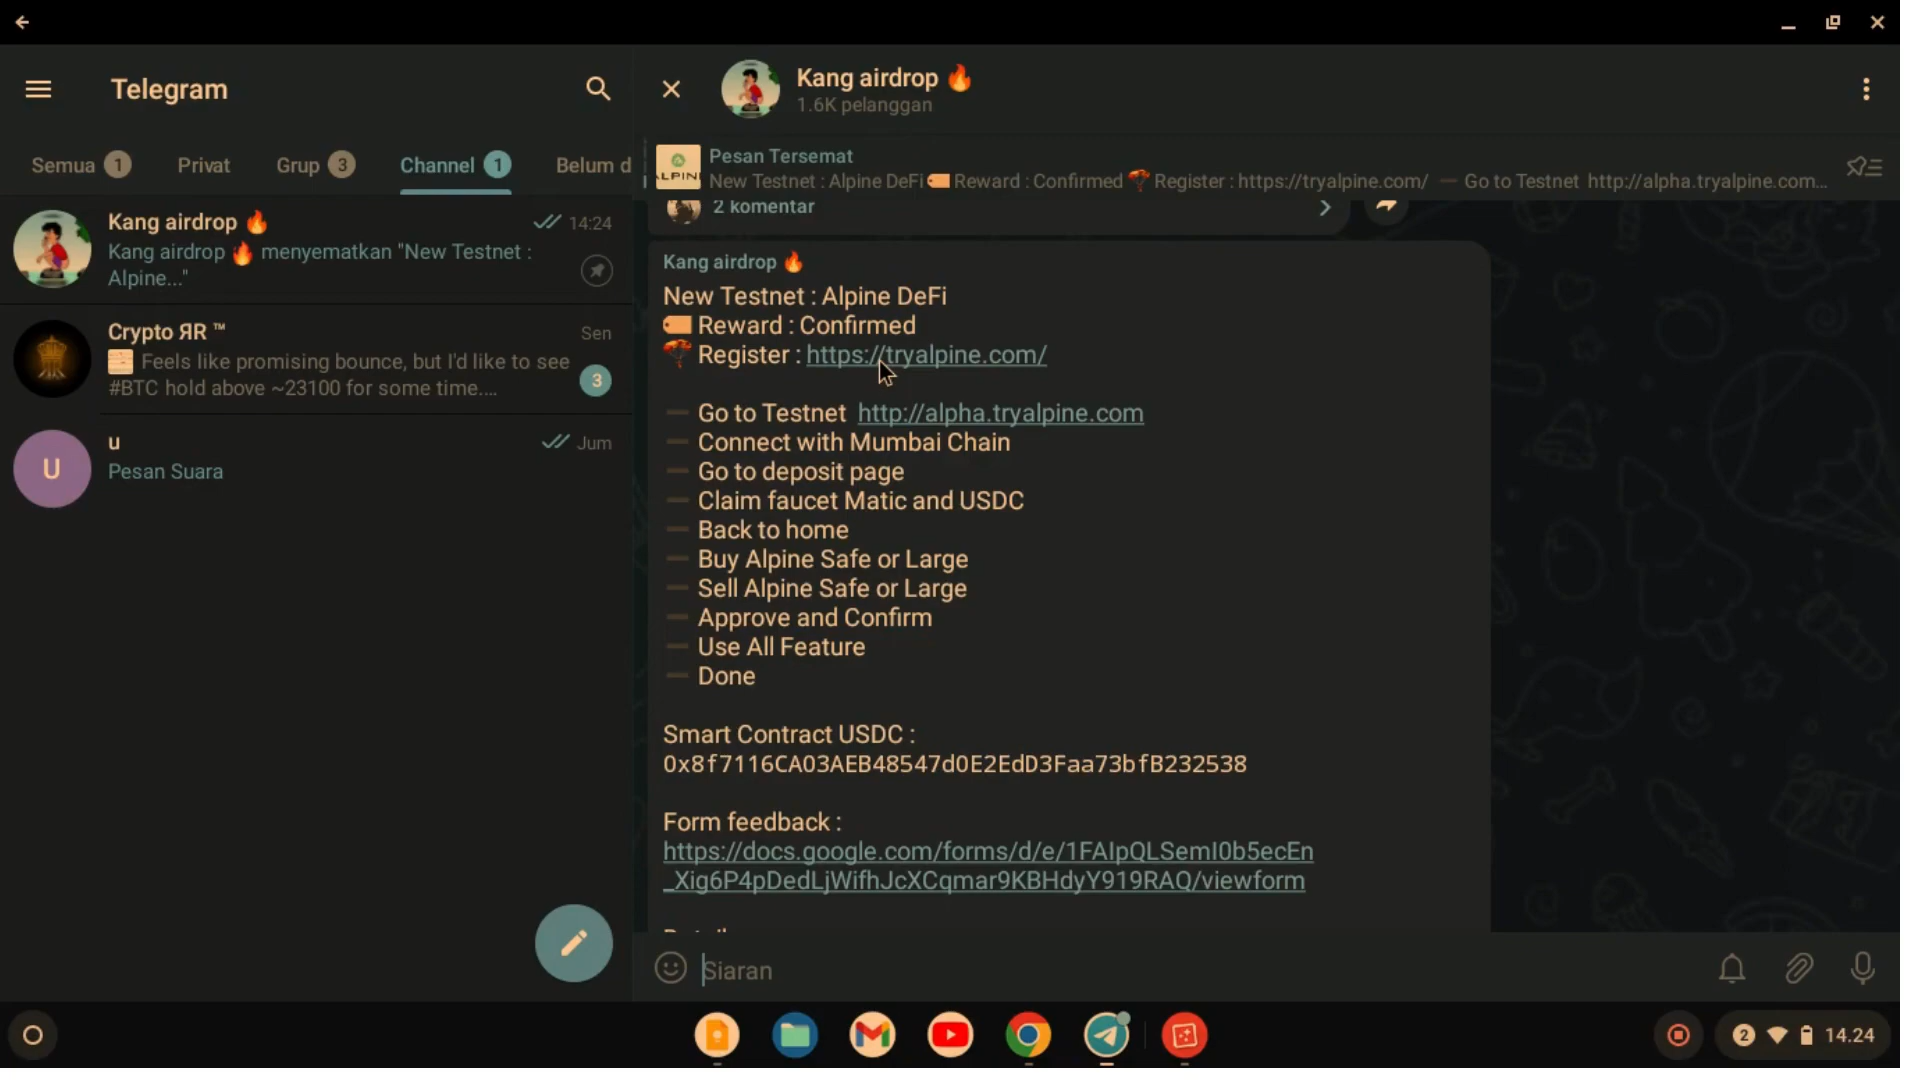 Telegram
Semua 1
Privat
Grup 3
Channel 1
Belum d
Kang airdrop 🔥
14:24
Kang airdrop 🔥 menyematkan "New Testnet :
Alpine..."
Crypto ЯR ™
Sen
Feels like promising bounce, but I'd like to see
#BTC hold above ~23100 for some time....
3
U
u
Jum
Pesan Suara
Kang airdrop 🔥
1.6K pelanggan
ALPINE
Pesan Tersemat
New Testnet : Alpine DeFi 🏷 Reward : Confirmed 🪂 Register : https://tryalpine.com/ ➖ Go to Testnet http://alpha.tryalpine.com...
2 komentar
Kang airdrop 🔥
New Testnet : Alpine DeFi
🏷 Reward : Confirmed
🪂 Register : https://tryalpine.com/
➖ Go to Testnet http://alpha.tryalpine.com
➖ Connect with Mumbai Chain
➖ Go to deposit page
➖ Claim faucet Matic and USDC
➖ Back to home
➖ Buy Alpine Safe or Large
➖ Sell Alpine Safe or Large
➖ Approve and Confirm
➖ Use All Feature
➖ Done
Smart Contract USDC :
0x8f7116CA03AEB48547d0E2EdD3Faa73bfB232538
Form feedback :
https://docs.google.com/forms/d/e/1FAIpQLSemI0b5ecEn
_Xig6P4pDedLjWifhJcXCqmar9KBHdyY919RAQ/viewform
Siaran
2
14.24